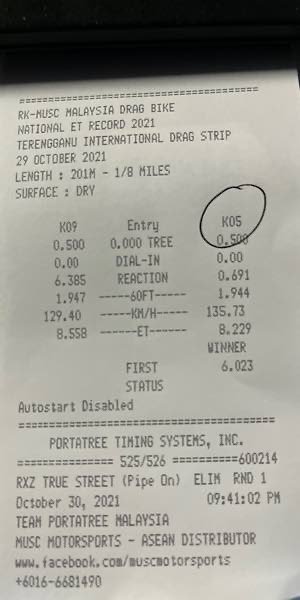 ========================================
RK-MUSC MALAYSIA DRAG BIKE
NATIONAL ET RECORD 2021
TERENGGANU INTERNATIONAL DRAG STRIP
29 OCTOBER 2021
LENGTH : 201M - 1/8 MILES
SURFACE : DRY
K09 Entry K05
0.500 0.000 TREE 0.500
0.00 DIAL-IN 0.00
6.385 REACTION 0.691
1.947 -----60FT----- 1.944
129.40 -----KM/H----- 135.73
8.558 ------ET------ 8.229
WINNER
FIRST 6.023
STATUS
Autostart Disabled
========================================
PORTATREE TIMING SYSTEMS, INC.
============== 525/526 ==========600214
RXZ TRUE STREET (Pipe On) ELIM RND 1
October 30, 2021 09:41:02 PM
TEAM PORTATREE MALAYSIA
MUSC MOTORSPORTS - ASEAN DISTRIBUTOR
www.facebook.com/muscmotorsports
+6016-6681490